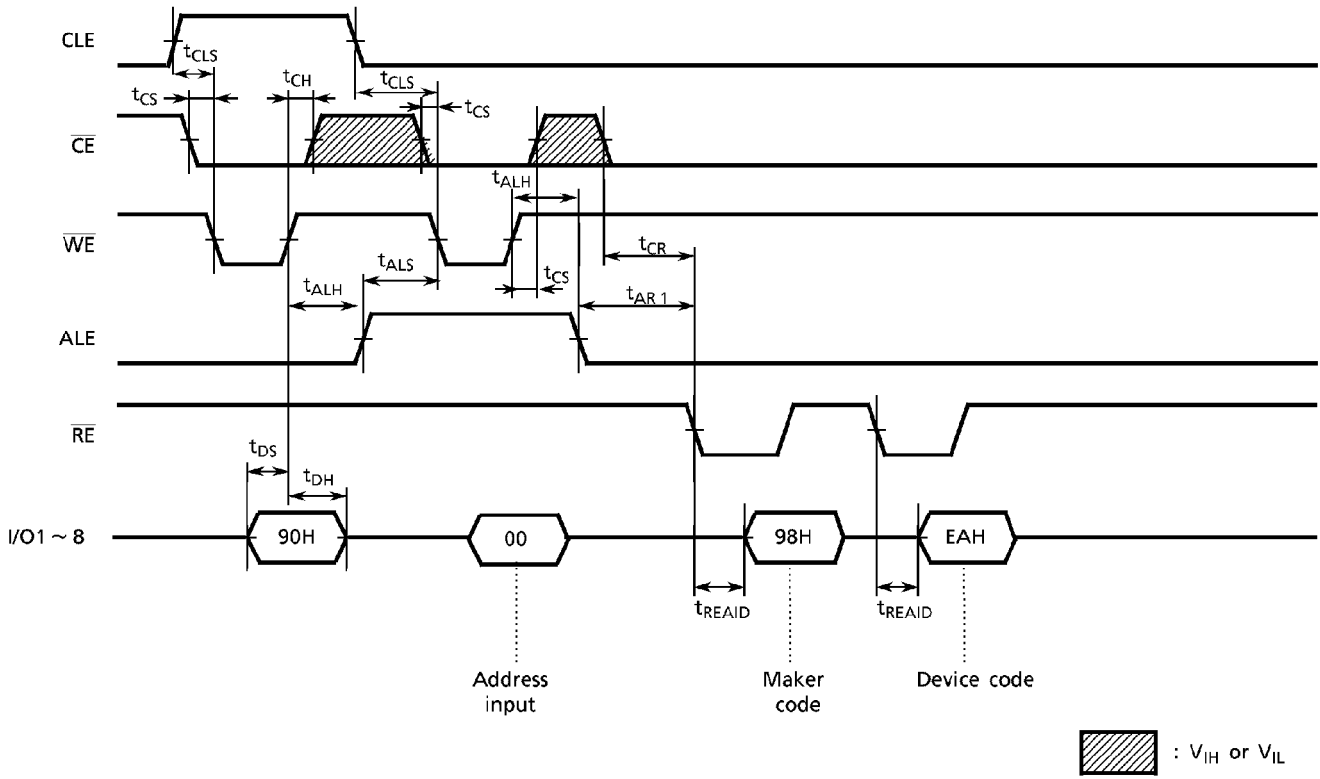 CLE
tCLS
tCH
tCLS
tCS
tCS
CE
tALH
WE
tCR
tALS
tCS
tALH
tAR 1
ALE
RE
tDS
tDH
I/O1 ~ 8
90H
00
98H
EAH
tREAID
tREAID
Address
input
Maker
code
Device code
: VIH or VIL